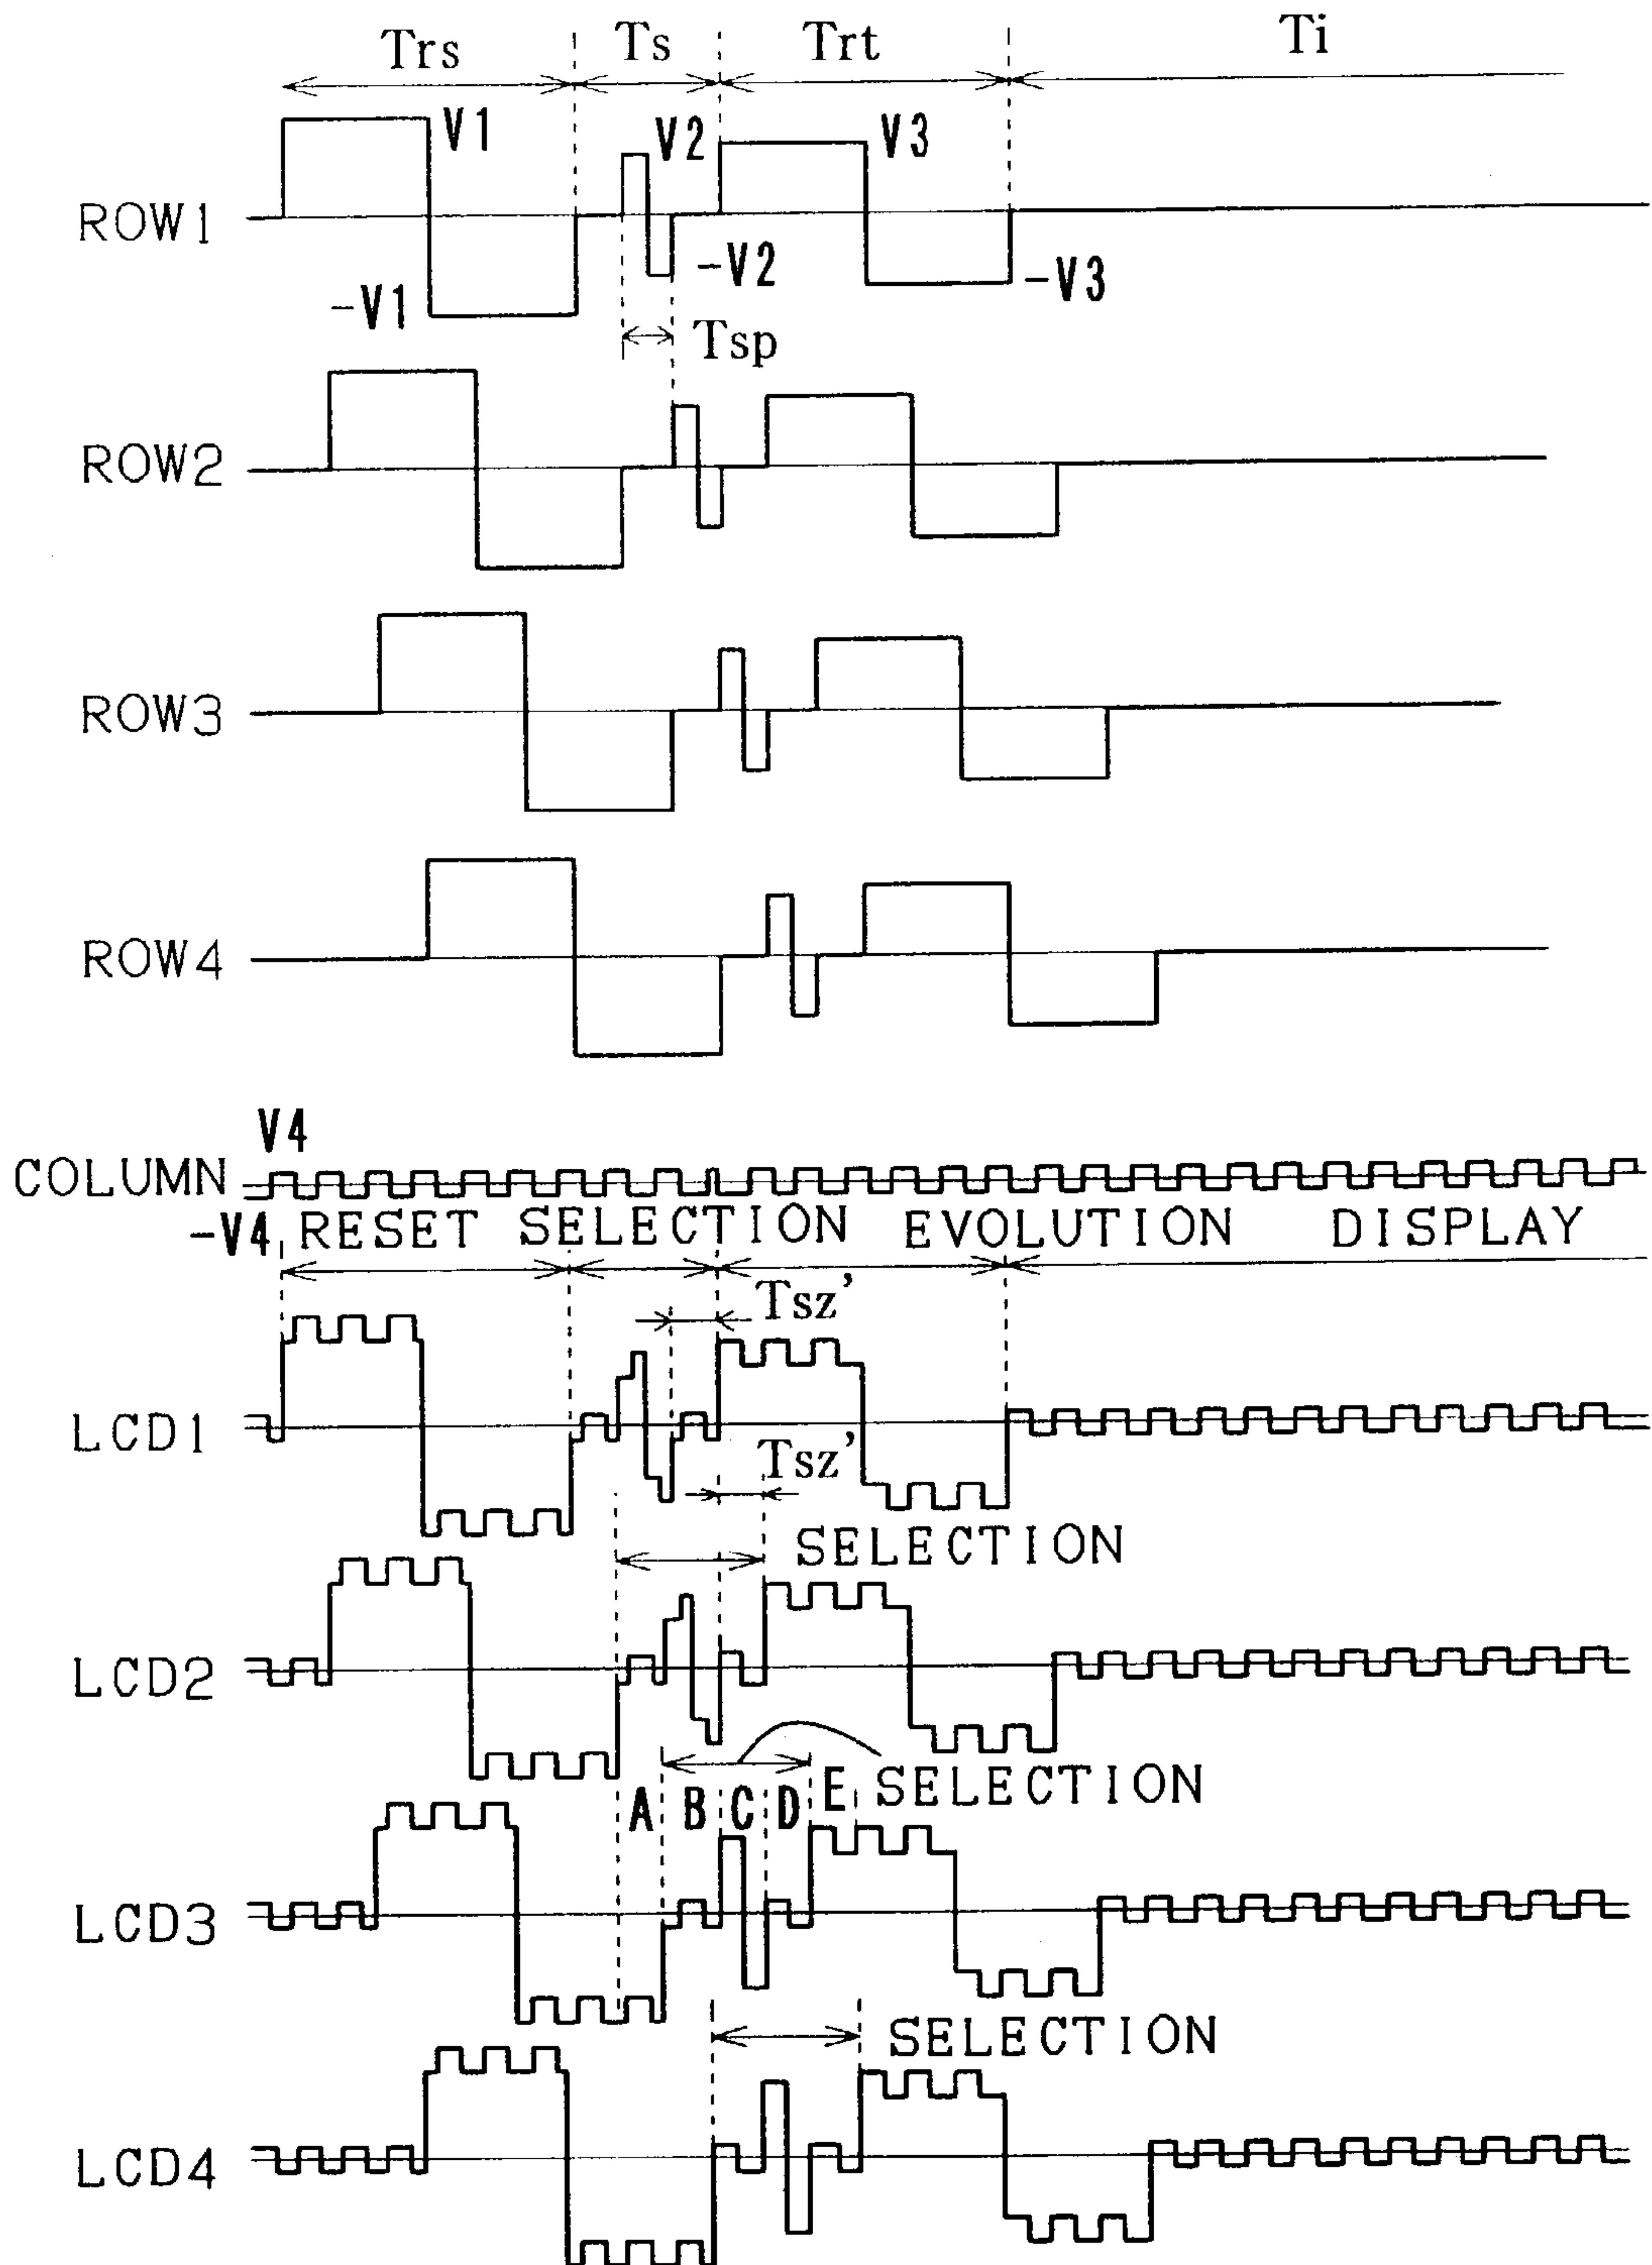 Trs Ts Trt Ti
V1 V2 V3
ROW1
-V1 -V2 -V3
Tsp
ROW2
ROW3
ROW4
V4
COLUMN
-V4 RESET SELECTION EVOLUTION DISPLAY
Tsz'
LCD1
Tsz'
SELECTION
LCD2
A B C D E SELECTION
LCD3
SELECTION
LCD4